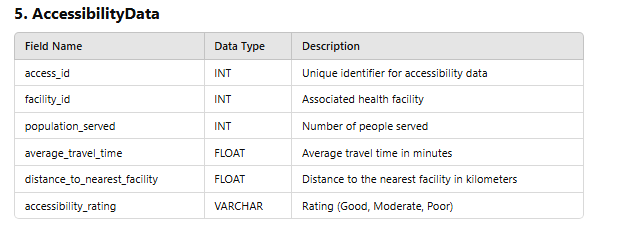 5. AccessibilityData
Field Name Data Type Description
access_id INT Unique identifier for accessibility data
facility_id INT Associated health facility
population_served INT Number of people served
average_travel_time FLOAT Average travel time in minutes
distance_to_nearest_facility FLOAT Distance to the nearest facility in kilometers
accessibility_rating VARCHAR Rating (Good, Moderate, Poor)